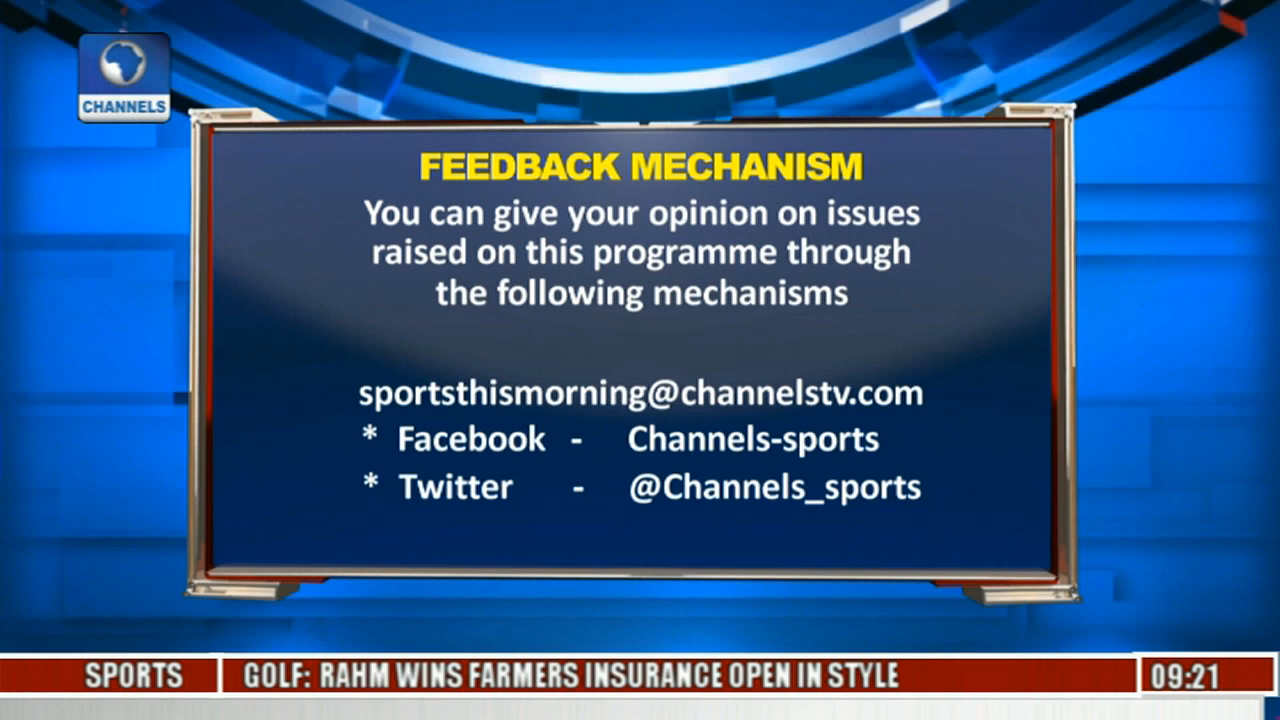 CHANNELS
FEEDBACK MECHANISM
You can give your opinion on issues
raised on this programme through
the following mechanisms
sportsthismorning@channelstv.com
* Facebook - Channels-sports
* Twitter - @Channels_sports
SPORTS GOLF: RAHM WINS FARMERS INSURANCE OPEN IN STYLE 09:21